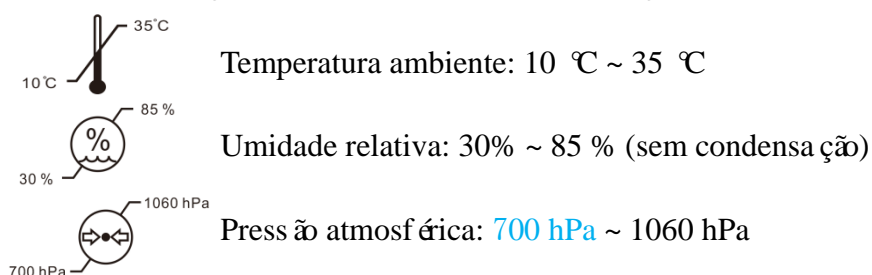 35°C
10°C
Temperatura ambiente: 10 ℃ ~ 35 ℃
85 %
%
30 %
Umidade relativa: 30% ~ 85 % (sem condensação)
1060 hPa
700 hPa
Pressão atmosférica: 700 hPa ~ 1060 hPa